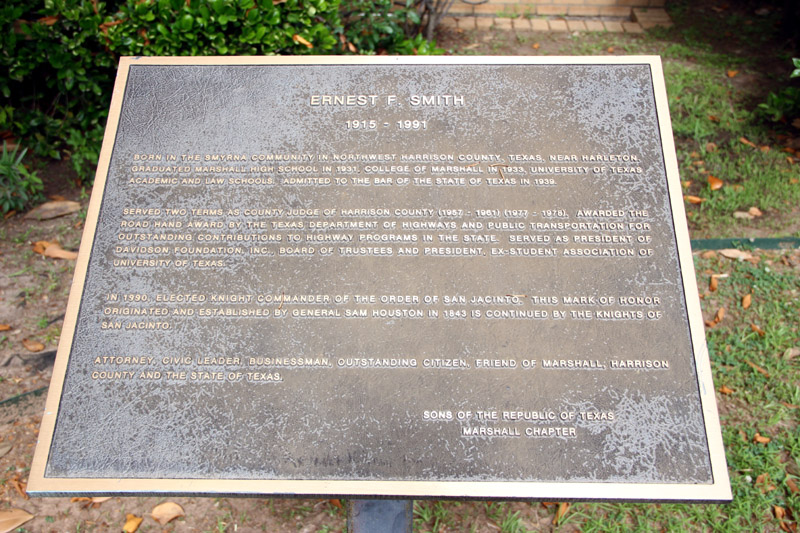 ERNEST F. SMITH
1915 - 1991
BORN IN THE SMYRNA COMMUNITY IN NORTHWEST HARRISON COUNTY, TEXAS, NEAR HARLETON.
GRADUATED MARSHALL HIGH SCHOOL IN 1931, COLLEGE OF MARSHALL IN 1933, UNIVERSITY OF TEXAS
ACADEMIC AND LAW SCHOOLS. ADMITTED TO THE BAR OF THE STATE OF TEXAS IN 1939.
SERVED TWO TERMS AS COUNTY JUDGE OF HARRISON COUNTY (1957 - 1961) (1977 - 1978). AWARDED THE
ROAD HAND AWARD BY THE TEXAS DEPARTMENT OF HIGHWAYS AND PUBLIC TRANSPORTATION FOR
OUTSTANDING CONTRIBUTIONS TO HIGHWAY PROGRAMS IN THE STATE. SERVED AS PRESIDENT OF
DAVIDSON FOUNDATION, INC., BOARD OF TRUSTEES AND PRESIDENT, EX-STUDENT ASSOCIATION OF
UNIVERSITY OF TEXAS.
IN 1990, ELECTED KNIGHT COMMANDER OF THE ORDER OF SAN JACINTO. THIS MARK OF HONOR
ORIGINATED AND ESTABLISHED BY GENERAL SAM HOUSTON IN 1843 IS CONTINUED BY THE KNIGHTS OF
SAN JACINTO.
ATTORNEY, CIVIC LEADER, BUSINESSMAN, OUTSTANDING CITIZEN, FRIEND OF MARSHALL, HARRISON
COUNTY AND THE STATE OF TEXAS.
SONS OF THE REPUBLIC OF TEXAS
MARSHALL CHAPTER